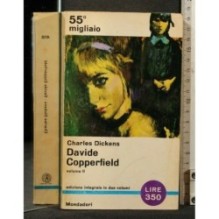 55°
migliaio
Charles Dickens
Davide
Copperfield
volume II
edizione integrale in due volumi
Mondadori
LIRE
350